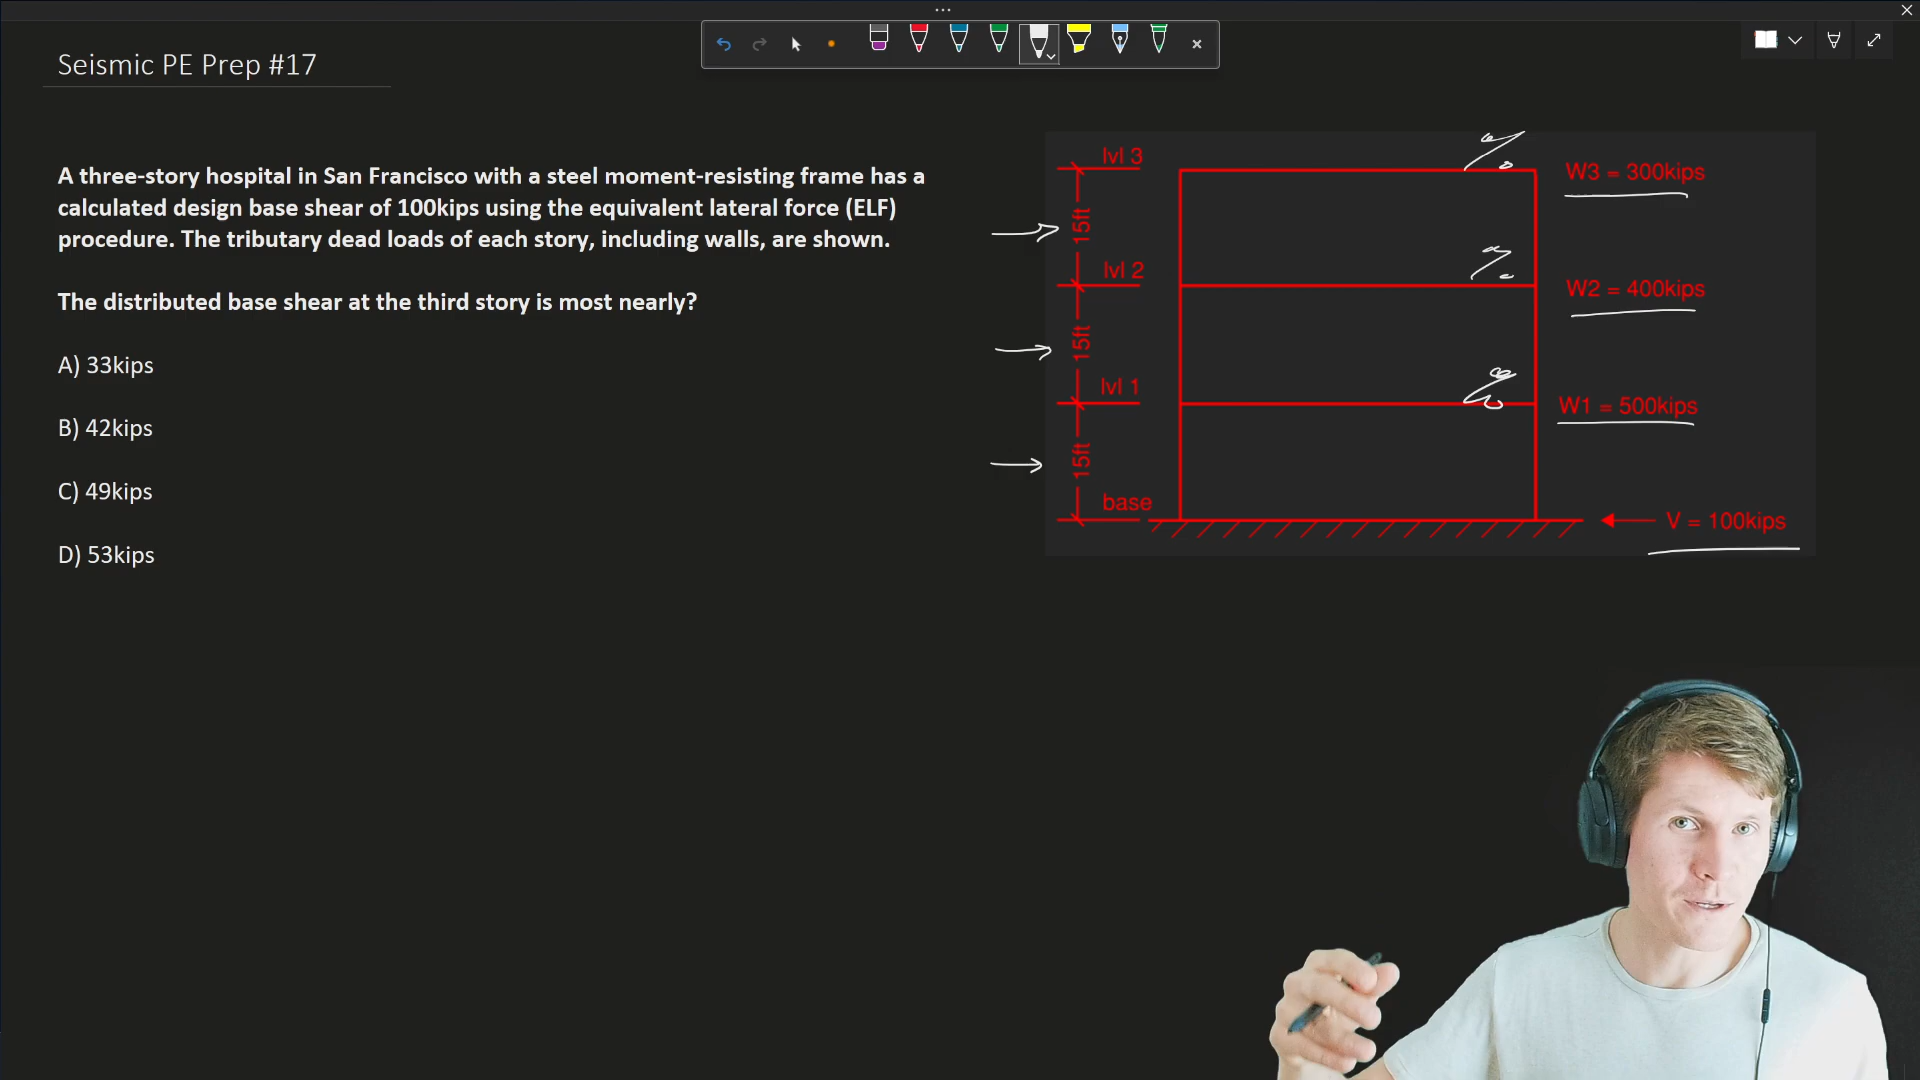 Seismic PE Prep #17
A three-story hospital in San Francisco with a steel moment-resisting frame has a
calculated design base shear of 100kips using the equivalent lateral force (ELF)
procedure. The tributary dead loads of each story, including walls, are shown.
The distributed base shear at the third story is most nearly?
A) 33kips
B) 42kips
C) 49kips
D) 53kips
lvl 3
W3 = 300kips
15ft
lvl 2
W2 = 400kips
15ft
lvl 1
W1 = 500kips
15ft
base
V = 100kips